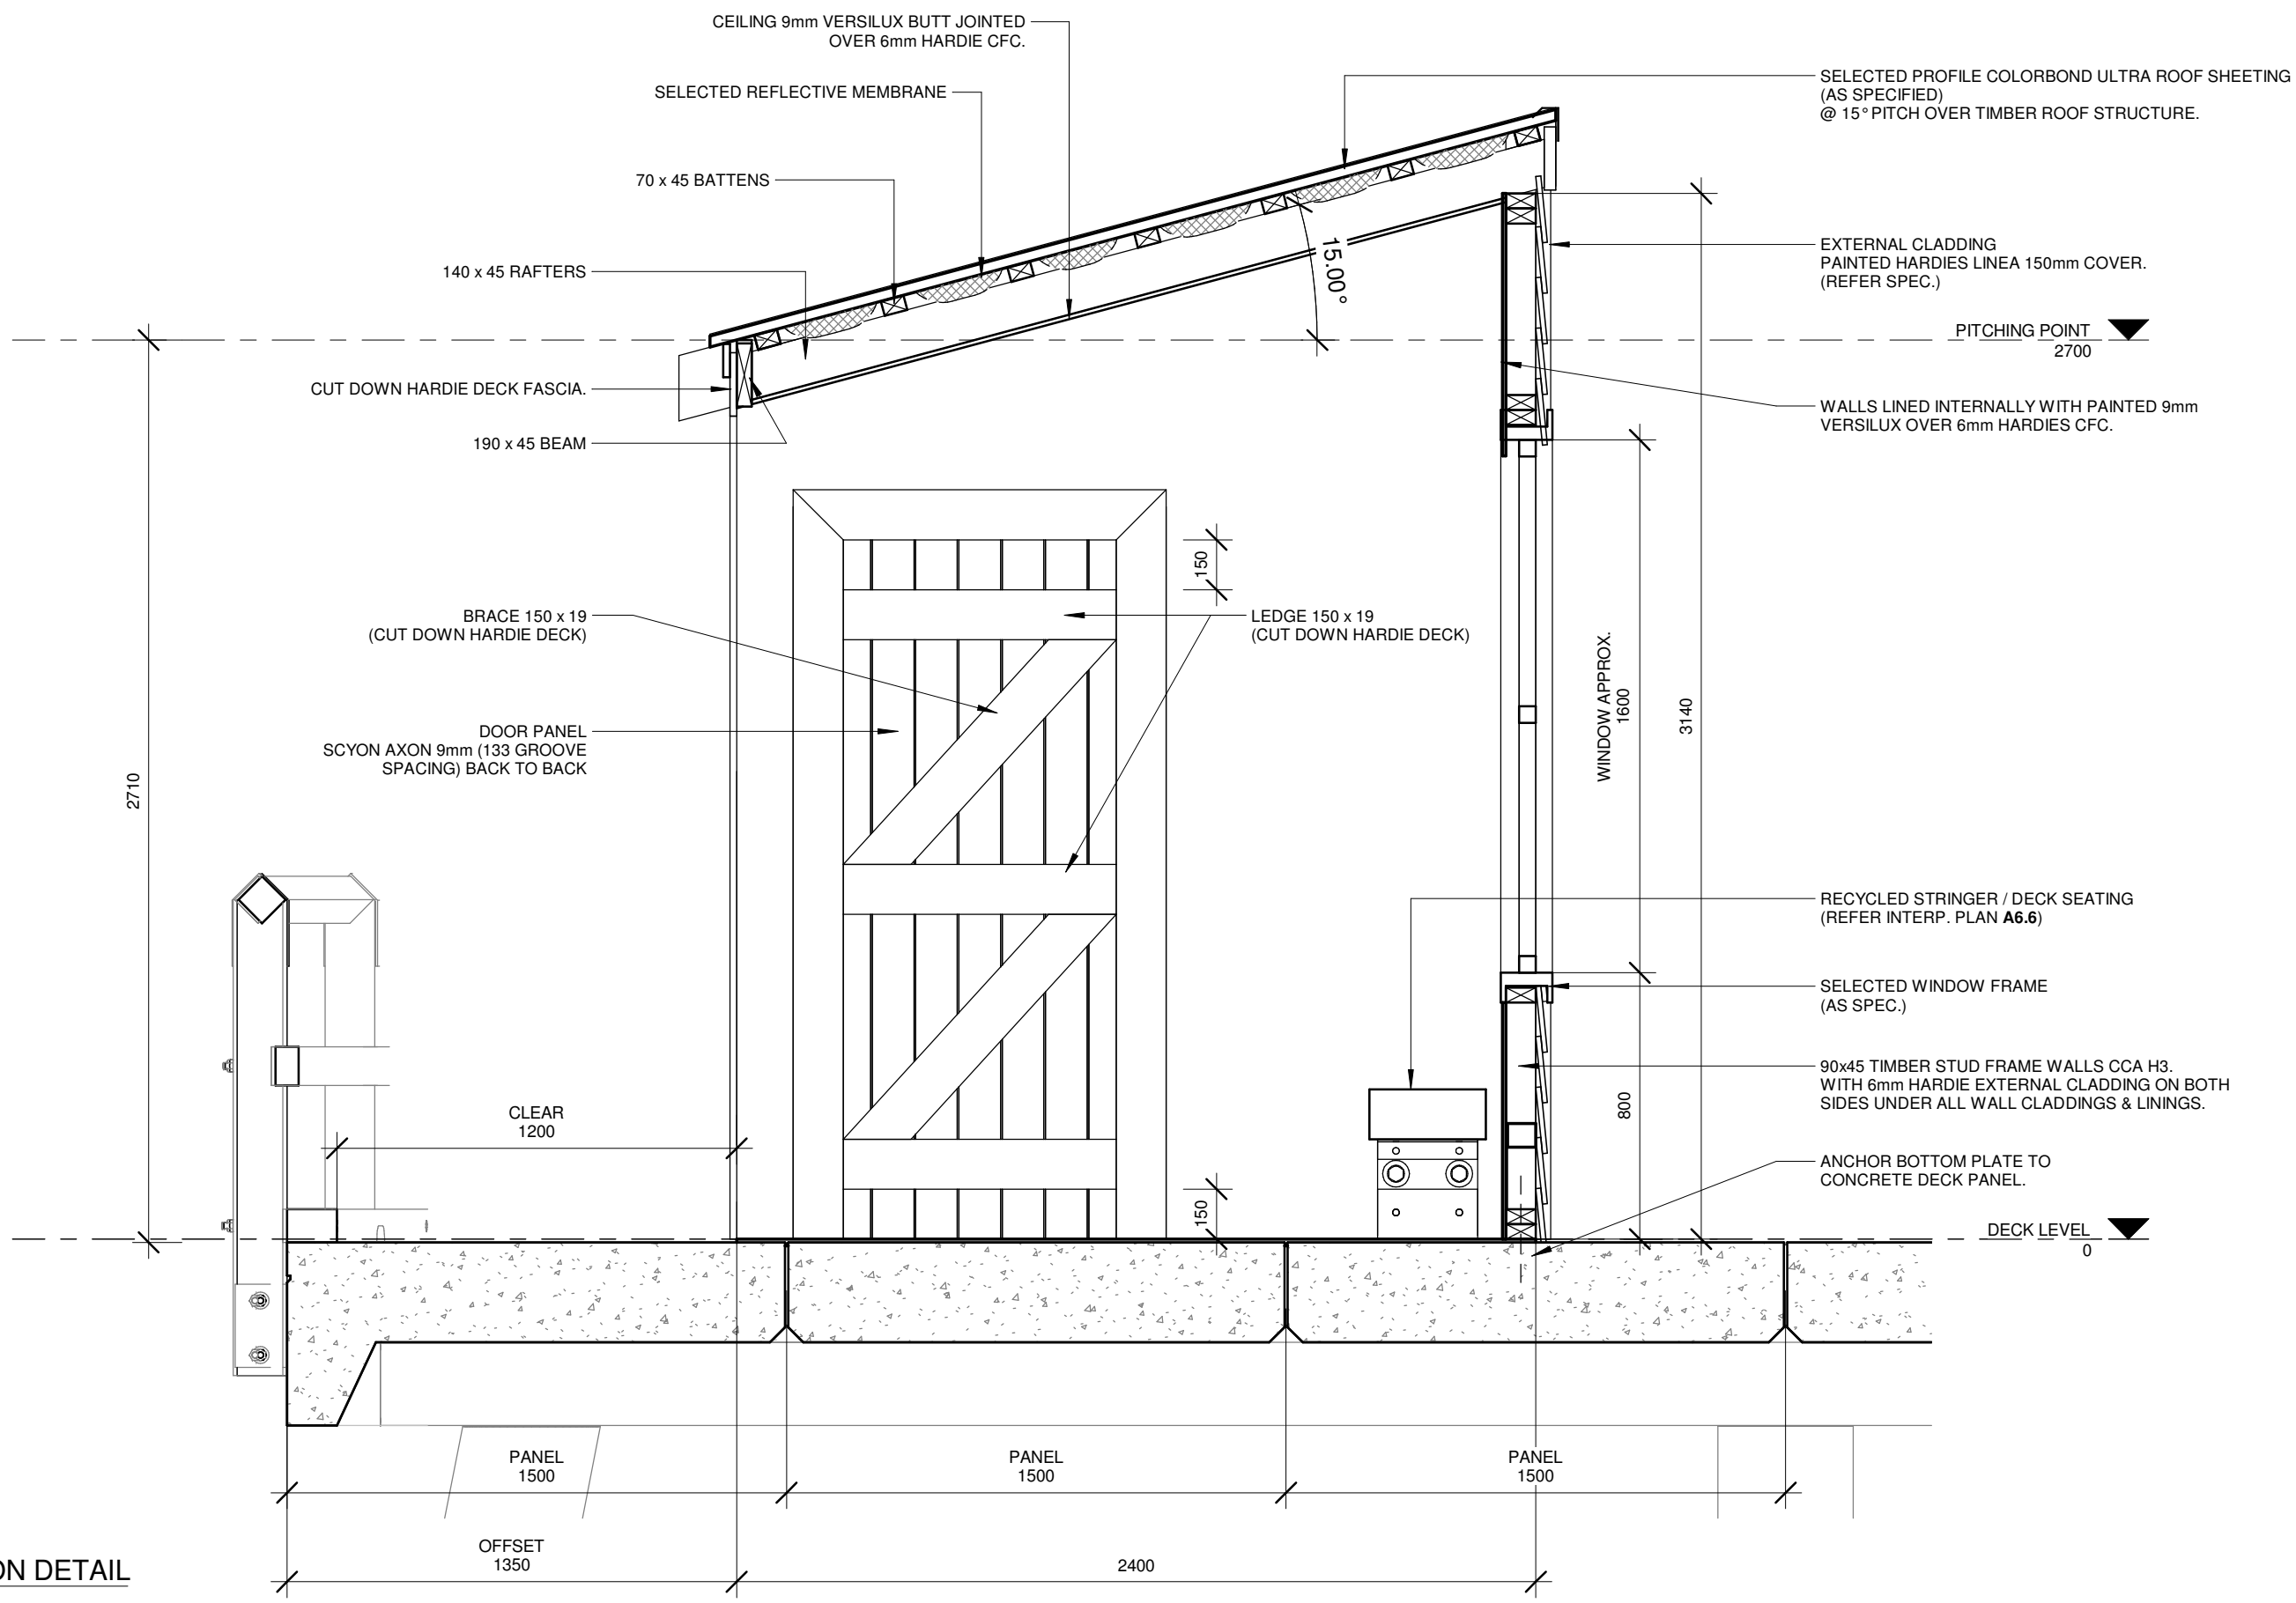 CEILING 9mm VERSILUX BUTT JOINTED
OVER 6mm HARDIE CFC.
SELECTED REFLECTIVE MEMBRANE
70 x 45 BATTENS
140 x 45 RAFTERS
CUT DOWN HARDIE DECK FASCIA.
190 x 45 BEAM
SELECTED PROFILE COLORBOND ULTRA ROOF SHEETING
(AS SPECIFIED)
@ 15° PITCH OVER TIMBER ROOF STRUCTURE.
15.00°
EXTERNAL CLADDING
PAINTED HARDIES LINEA 150mm COVER.
(REFER SPEC.)
PITCHING POINT
2700
WALLS LINED INTERNALLY WITH PAINTED 9mm
VERSILUX OVER 6mm HARDIES CFC.
150
BRACE 150 x 19
(CUT DOWN HARDIE DECK)
LEDGE 150 x 19
(CUT DOWN HARDIE DECK)
DOOR PANEL
SCYON AXON 9mm (133 GROOVE
SPACING) BACK TO BACK
WINDOW APPROX.
1600
3140
2710
RECYCLED STRINGER / DECK SEATING
(REFER INTERP. PLAN A6.6)
SELECTED WINDOW FRAME
(AS SPEC.)
90x45 TIMBER STUD FRAME WALLS CCA H3.
WITH 6mm HARDIE EXTERNAL CLADDING ON BOTH
SIDES UNDER ALL WALL CLADDINGS & LININGS.
CLEAR
1200
800
150
ANCHOR BOTTOM PLATE TO
CONCRETE DECK PANEL.
DECK LEVEL
0
PANEL
1500
PANEL
1500
PANEL
1500
OFFSET
1350
2400
ON DETAIL